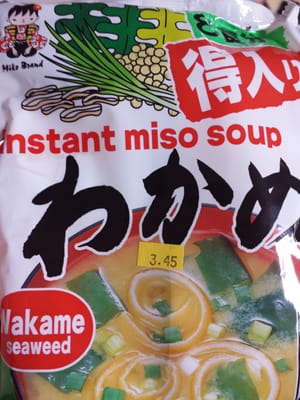 Miko Brand
得入り
instant miso soup
わかめ
3.45
Wakame
seaweed